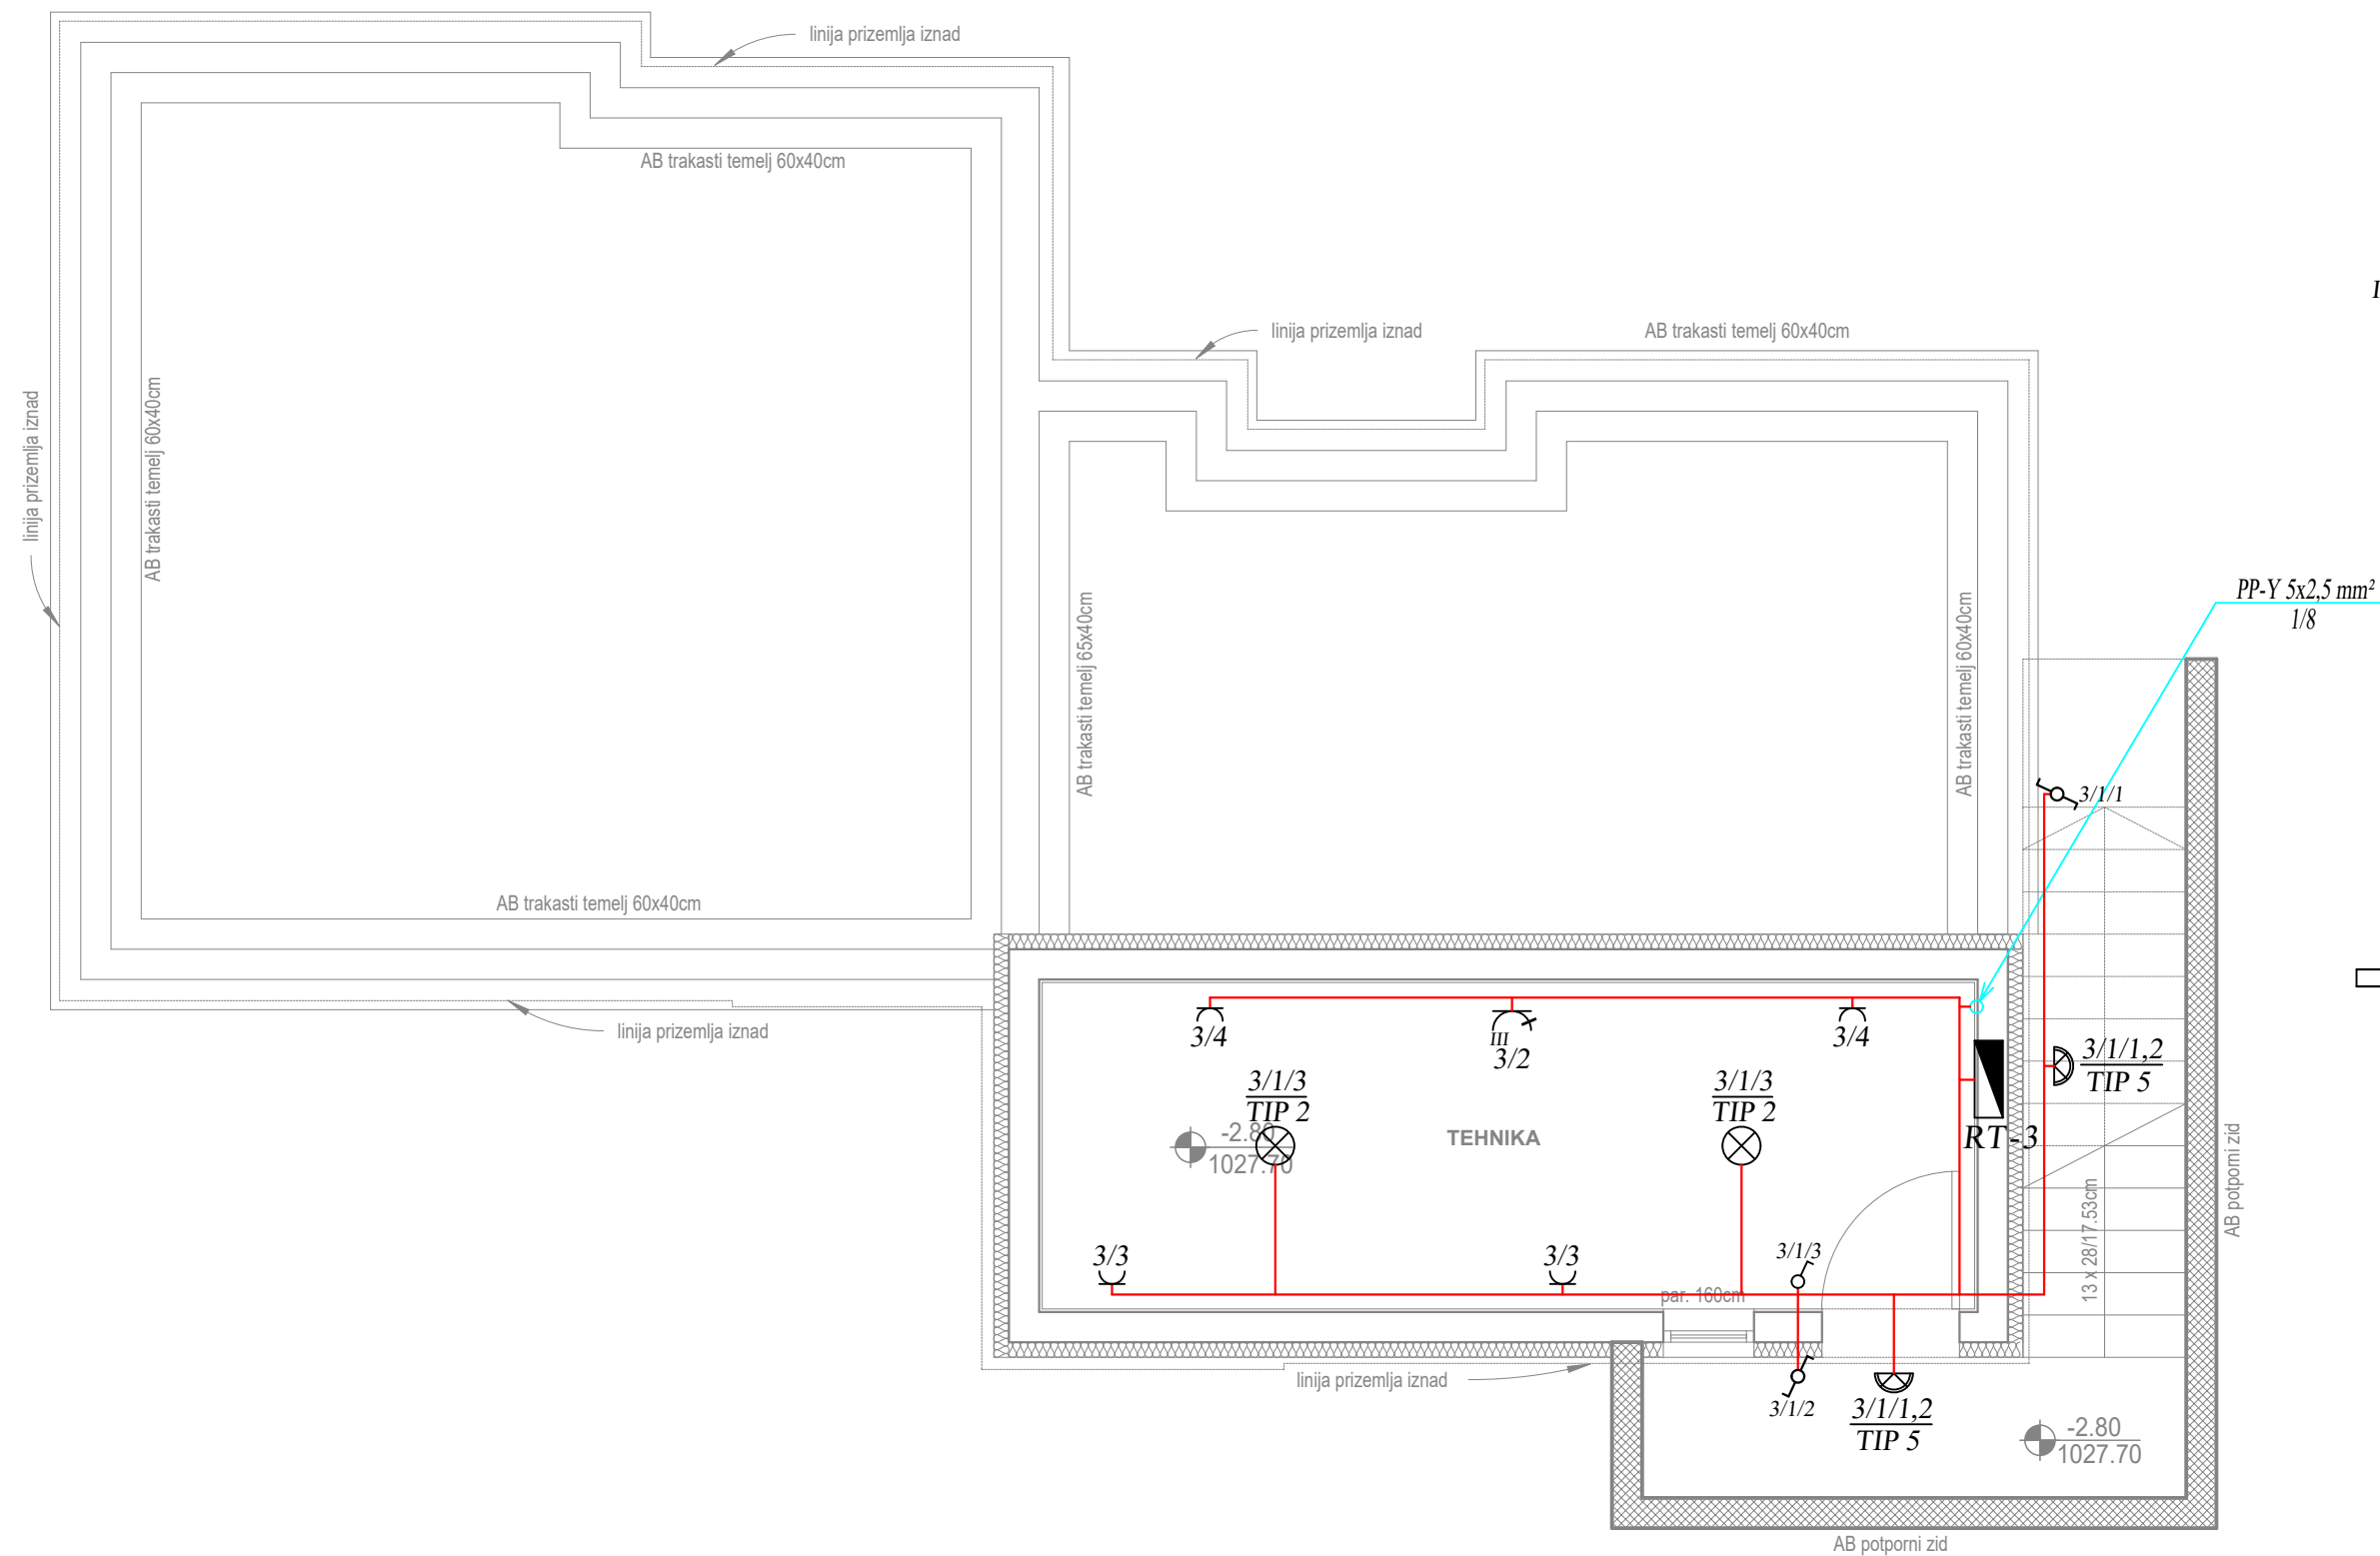 linija prizemlja iznad
AB trakasti temelj 60x40cm
I
linija prizemlja iznad
AB trakasti temelj 60x40cm
linija prizemlja iznad
AB trakasti temelj 60x40cm
PP-Y 5x2,5 mm²
1/8
AB trakasti temelj 65x40cm
AB trakasti temelj 60x40cm
3/1/1
AB trakasti temelj 60x40cm
linija prizemlja iznad
3/4
III
3/2
3/4
3/1/1,2
TIP 5
3/1/3
TIP 2
3/1/3
TIP 2
-2.80
1027.70
TEHNIKA
RT-3
AB potporni zid
13 x 28/17.53cm
3/3
3/3
3/1/3
par. 160cm
linija prizemlja iznad
3/1/2
3/1/1,2
TIP 5
-2.80
1027.70
AB potporni zid